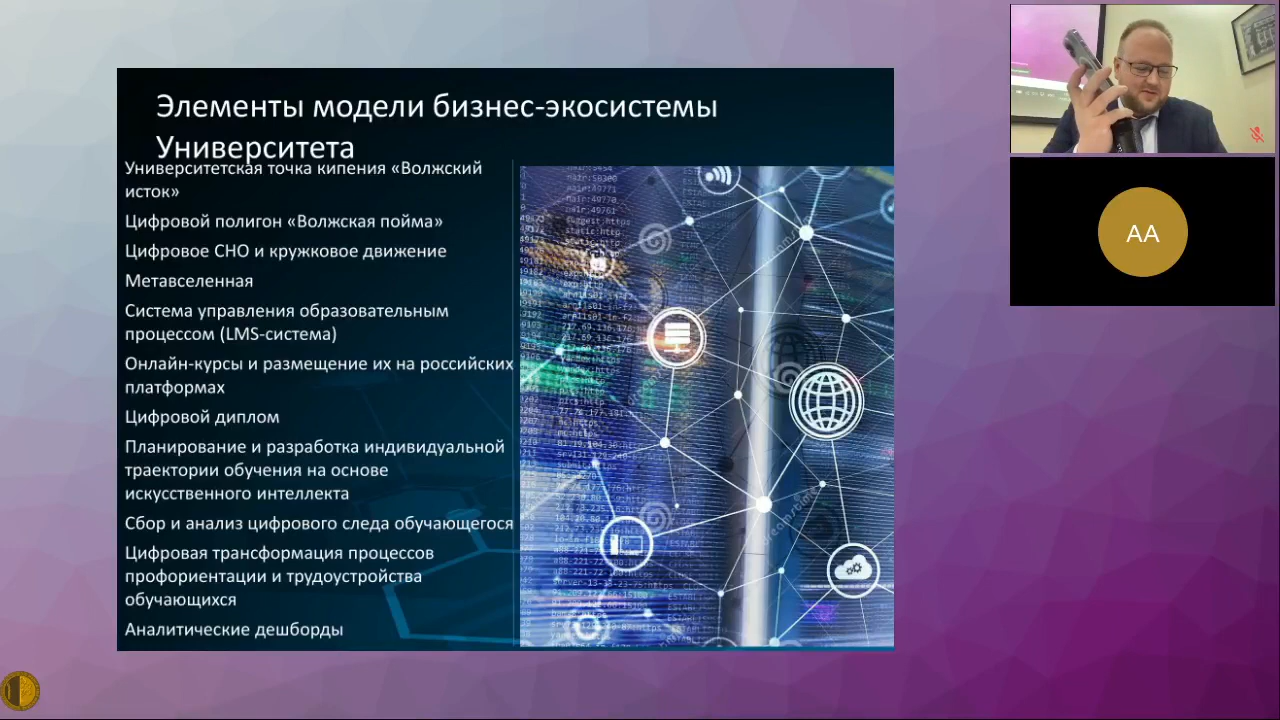 Элементы модели бизнес-экосистемы
Университета
Университетская точка кипения «Волжский
исток»
Цифровой полигон «Волжская пойма»
Цифровое СНО и кружковое движение
Метавселенная
Система управления образовательным
процессом (LMS-система)
Онлайн-курсы и размещение их на российских
платформах
Цифровой диплом
Планирование и разработка индивидуальной
траектории обучения на основе
искусственного интеллекта
Сбор и анализ цифрового следа обучающегося
Цифровая трансформация процессов
профориентации и трудоустройства
обучающихся
Аналитические дешборды
AA